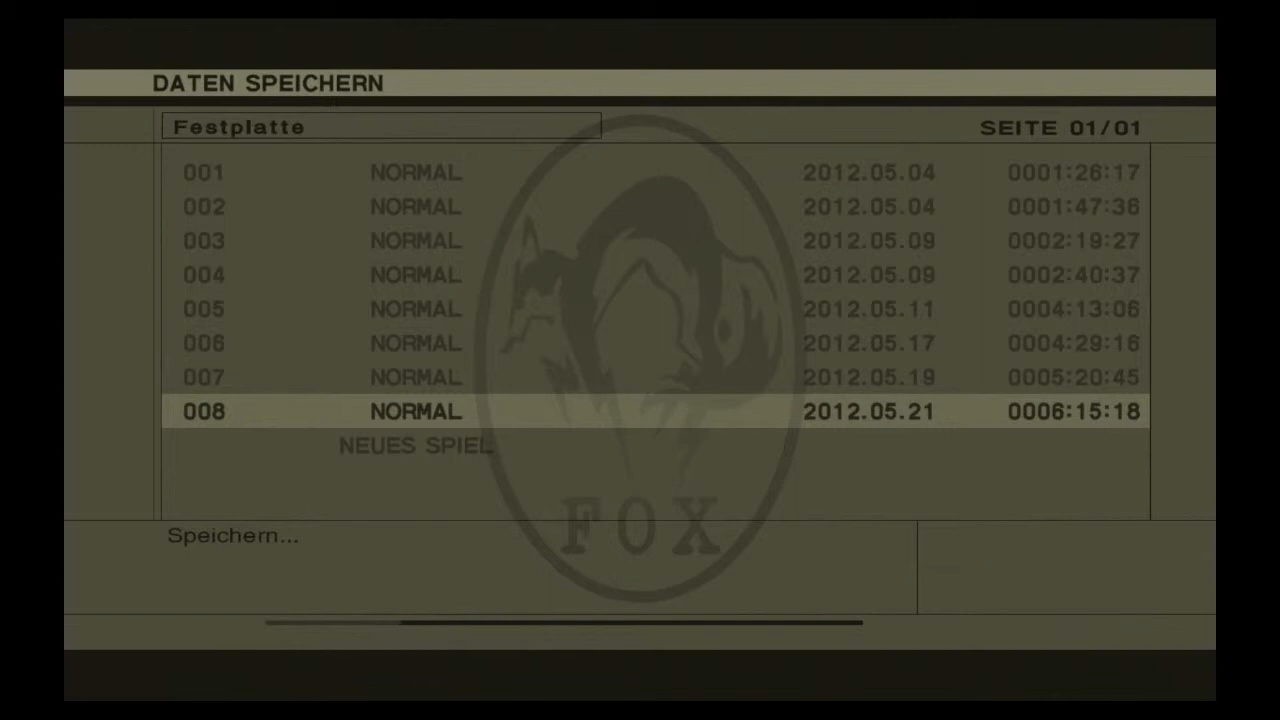 DATEN SPEICHERN
Festplatte SEITE 01/01
001 NORMAL 2012.05.04 0001:26:17
002 NORMAL 2012.05.04 0001:47:36
003 NORMAL 2012.05.09 0002:19:27
004 NORMAL 2012.05.09 0002:40:37
005 NORMAL 2012.05.11 0004:13:06
006 NORMAL 2012.05.17 0004:29:16
007 NORMAL 2012.05.19 0005:20:45
008 NORMAL 2012.05.21 0006:15:18
NEUES SPIEL
FOX
Speichern...